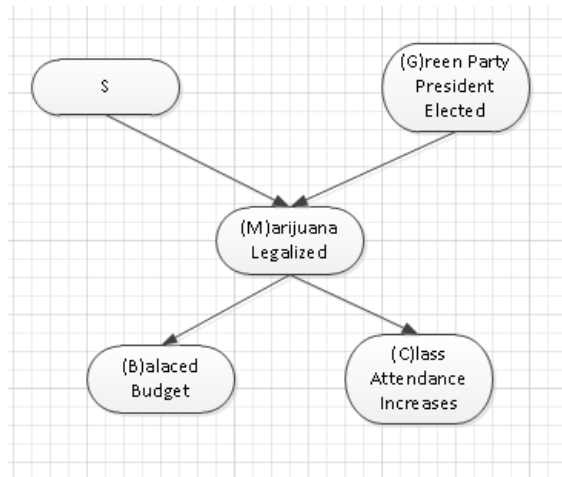 S
(G)reen Party
President
Elected
(M)arijuana
Legalized
(B)alaced
Budget
(C)lass
Attendance
Increases